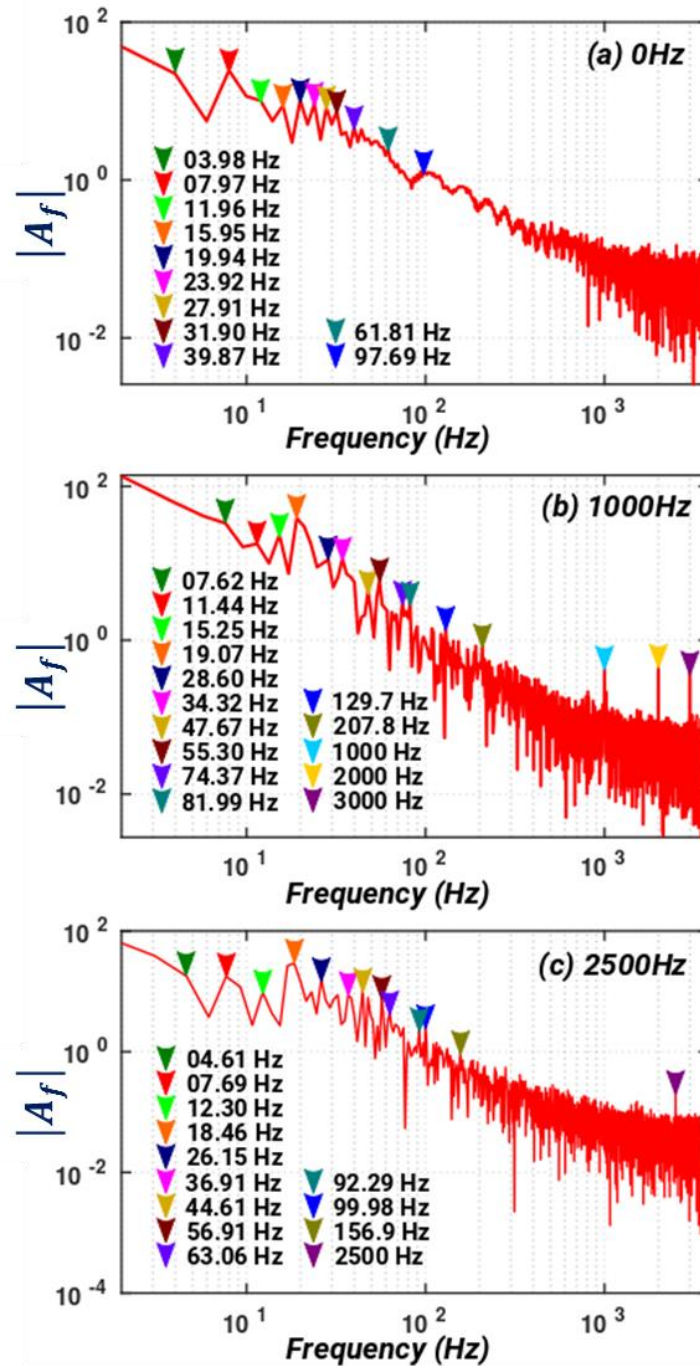 (a) 0Hz
10 2
10 0
10 -2
|A_f|
03.98 Hz
07.97 Hz
11.96 Hz
15.95 Hz
19.94 Hz
23.92 Hz
27.91 Hz
31.90 Hz
39.87 Hz
61.81 Hz
97.69 Hz
10 1
10 2
10 3
Frequency (Hz)
(b) 1000Hz
10 2
10 0
10 -2
|A_f|
07.62 Hz
11.44 Hz
15.25 Hz
19.07 Hz
28.60 Hz
34.32 Hz
47.67 Hz
55.30 Hz
74.37 Hz
81.99 Hz
129.7 Hz
207.8 Hz
1000 Hz
2000 Hz
3000 Hz
10 1
10 2
10 3
Frequency (Hz)
(c) 2500Hz
10 2
10 0
10 -2
10 -4
|A_f|
04.61 Hz
07.69 Hz
12.30 Hz
18.46 Hz
26.15 Hz
36.91 Hz
44.61 Hz
56.91 Hz
63.06 Hz
92.29 Hz
99.98 Hz
156.9 Hz
2500 Hz
10 1
10 2
10 3
Frequency (Hz)